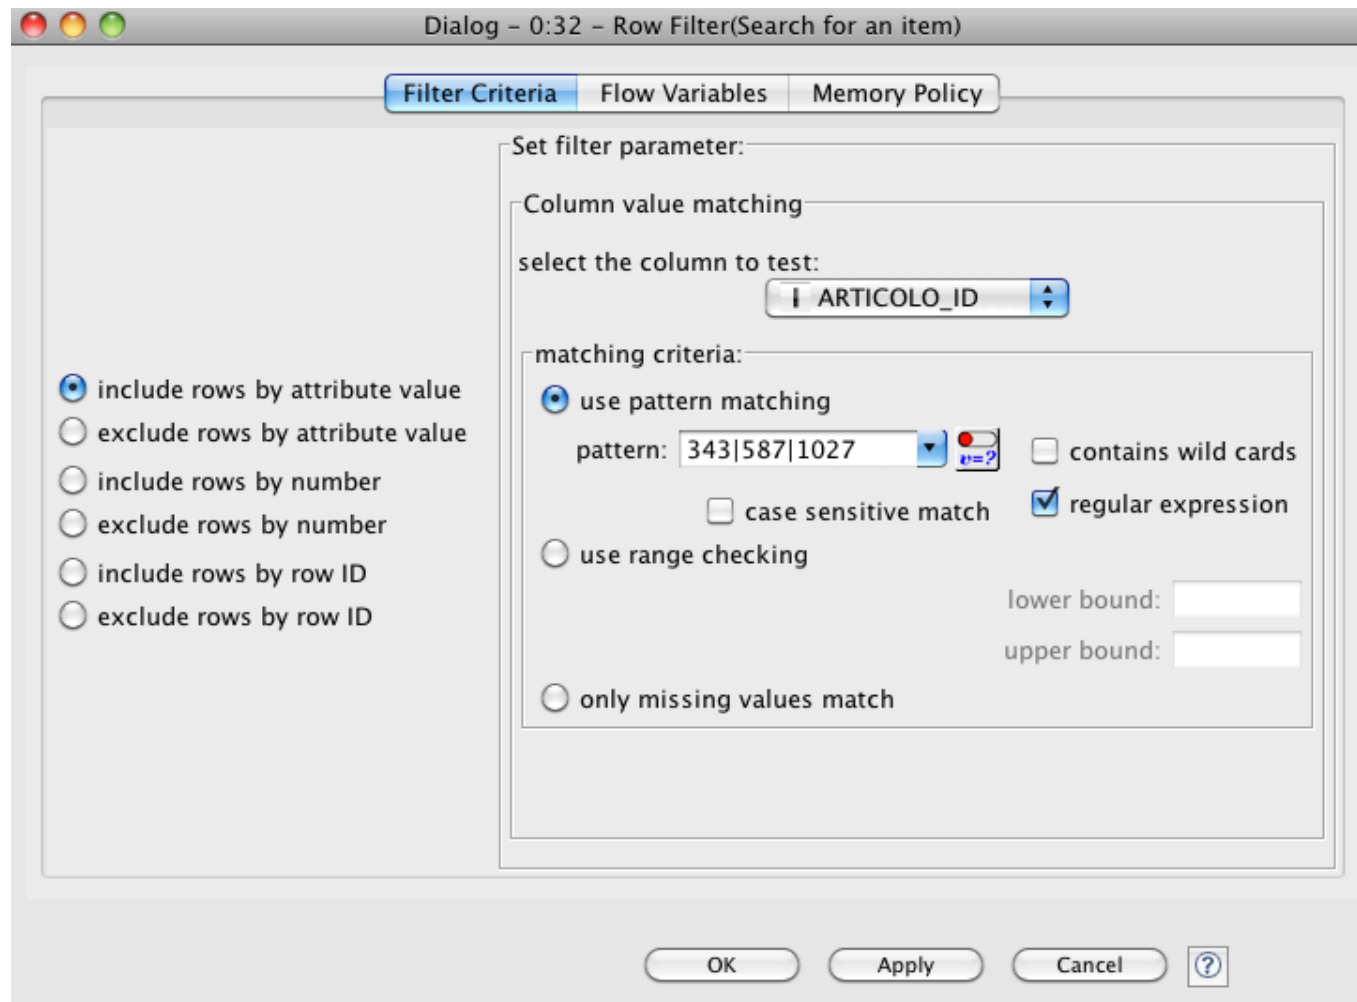 Dialog – 0:32 – Row Filter(Search for an item)
Filter Criteria Flow Variables Memory Policy
include rows by attribute value
exclude rows by attribute value
include rows by number
exclude rows by number
include rows by row ID
exclude rows by row ID
Set filter parameter:
Column value matching
select the column to test:
I ARTICOLO_ID
matching criteria:
use pattern matching
pattern: 343|587|1027 v=? contains wild cards
case sensitive match regular expression
use range checking
lower bound:
upper bound:
only missing values match
OK Apply Cancel ?